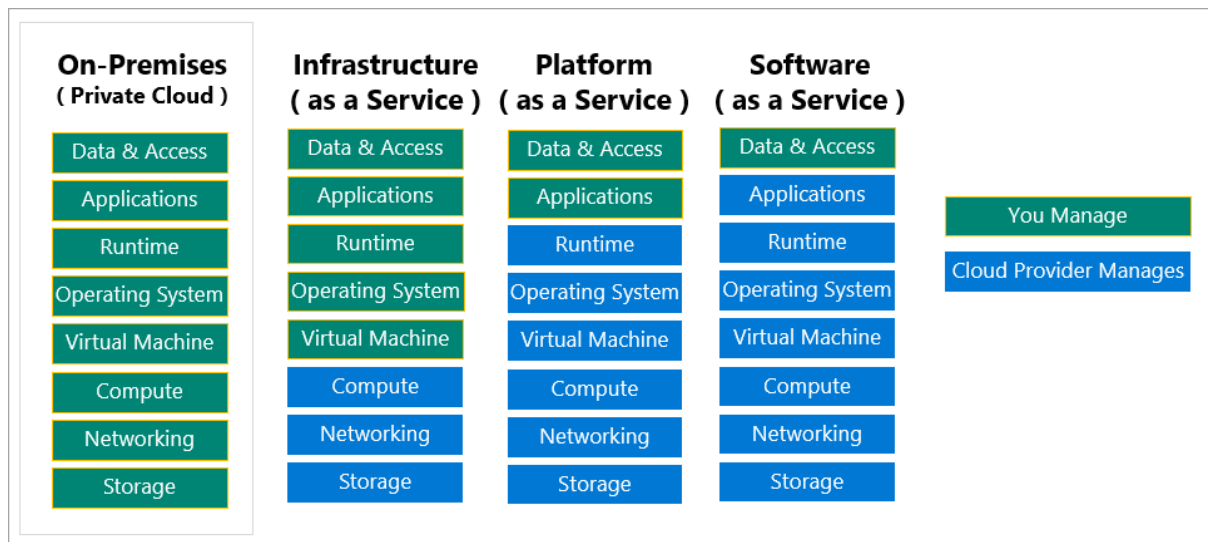 On-Premises
( Private Cloud )
Data & Access
Applications
Runtime
Operating System
Virtual Machine
Compute
Networking
Storage
Infrastructure
( as a Service )
Data & Access
Applications
Runtime
Operating System
Virtual Machine
Compute
Networking
Storage
Platform
( as a Service )
Data & Access
Applications
Runtime
Operating System
Virtual Machine
Compute
Networking
Storage
Software
( as a Service )
Data & Access
Applications
Runtime
Operating System
Virtual Machine
Compute
Networking
Storage
You Manage
Cloud Provider Manages